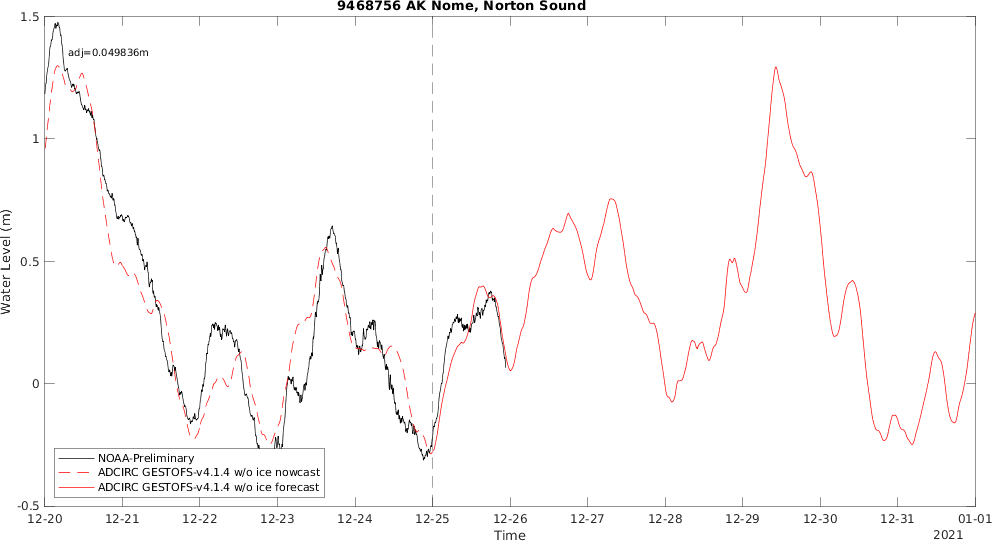 9468756 AK Nome, Norton Sound
1.5
adj=0.049836m
1
0.5
0
-0.5
Water Level (m)
NOAA-Preliminary
ADCIRC GESTOFS-v4.1.4 w/o ice nowcast
ADCIRC GESTOFS-v4.1.4 w/o ice forecast
12-20 12-21 12-22 12-23 12-24 12-25 12-26 12-27 12-28 12-29 12-30 12-31 01-01
Time
2021